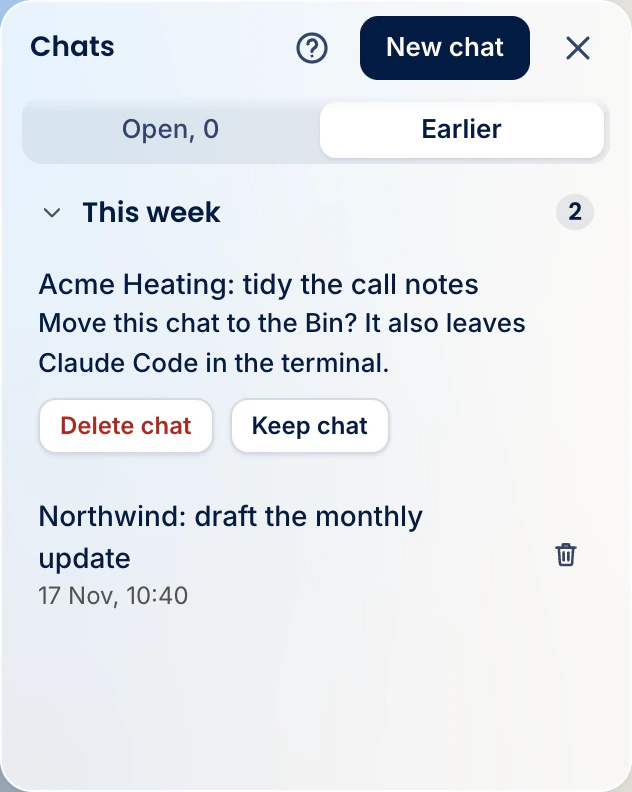 Chats
New chat
Open, 0
Earlier
This week
2
Acme Heating: tidy the call notes
Move this chat to the Bin? It also leaves
Claude Code in the terminal.
Delete chat
Keep chat
Northwind: draft the monthly
update
17 Nov, 10:40